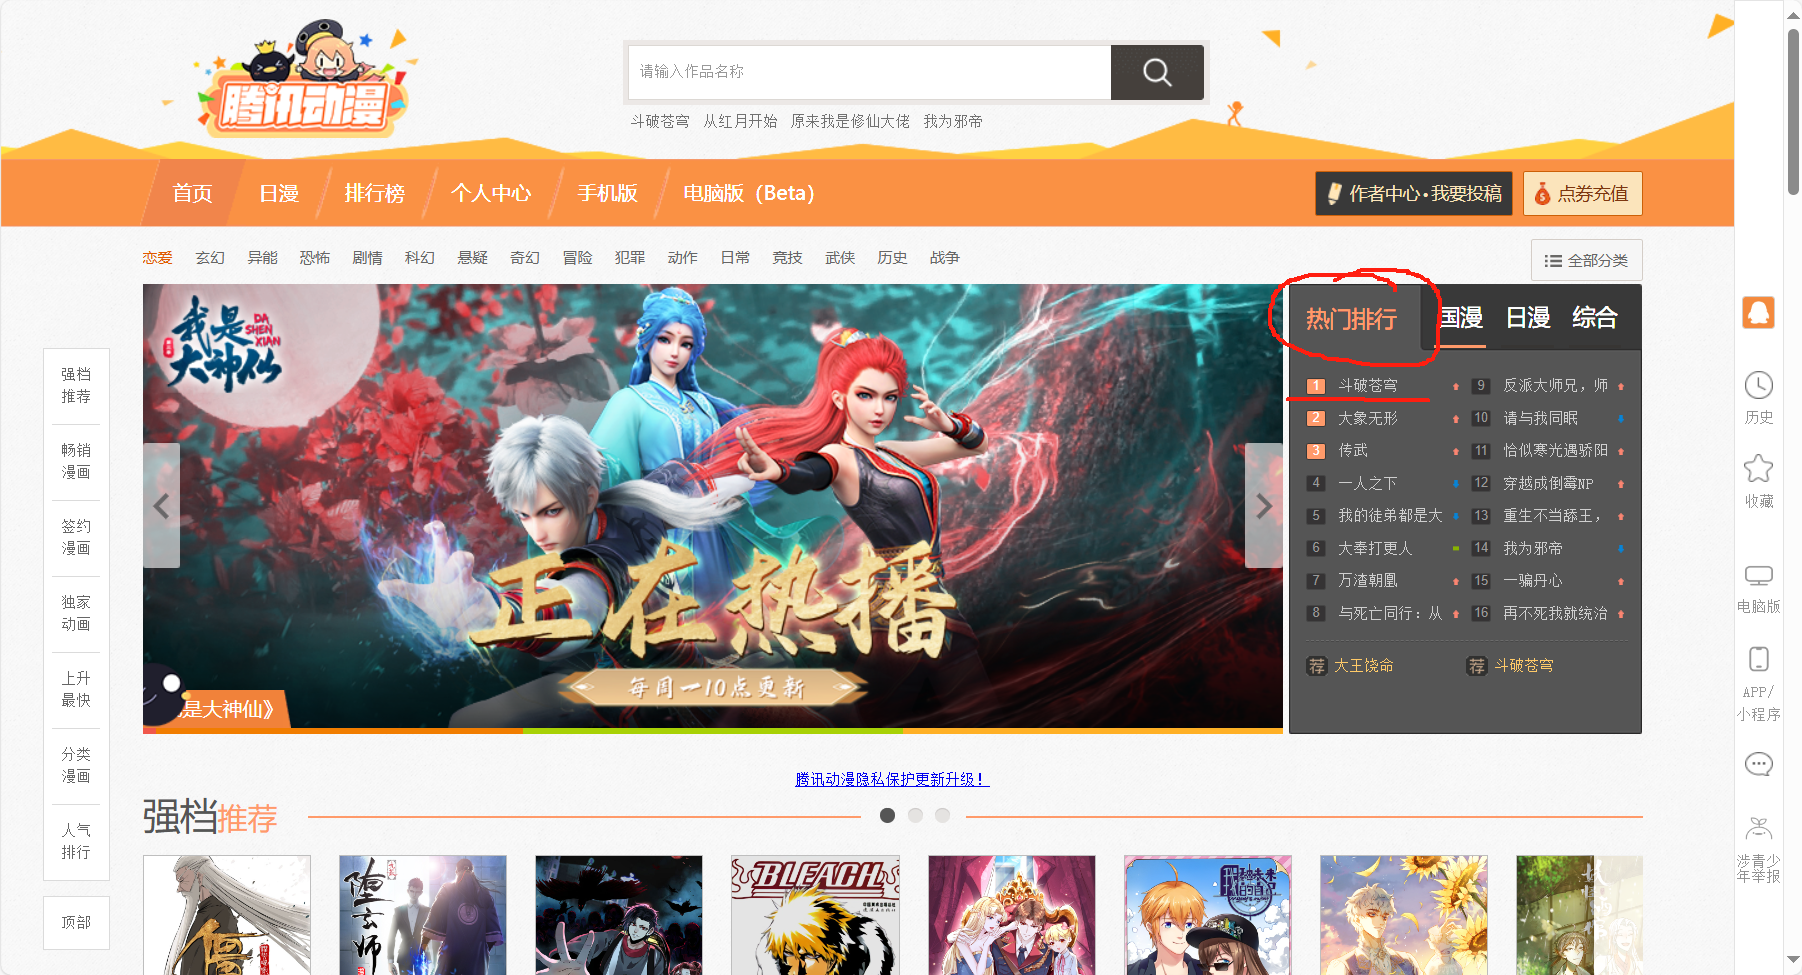 腾讯动漫
请输入作品名称
斗破苍穹 从红月开始 原来我是修仙大佬 我为邪帝
首页 日漫 排行榜 个人中心 手机版 电脑版（Beta）
作者中心·我要投稿 点券充值
恋爱 玄幻 异能 恐怖 剧情 科幻 悬疑 奇幻 冒险 犯罪 动作 日常 竞技 武侠 历史 战争
全部分类
强档
推荐
畅销
漫画
签约
漫画
独家
动画
上升
最快
分类
漫画
人气
排行
顶部
我是
大神仙
DA
SHEN
XIAN
正在热播
每周一10点更新
是大神仙》
热门排行 国漫 日漫 综合
1 斗破苍穹
2 大象无形
3 传武
4 一人之下
5 我的徒弟都是大
6 大奉打更人
7 万渣朝凰
8 与死亡同行：从
9 反派大师兄，师
10 请与我同眠
11 恰似寒光遇骄阳
12 穿越成倒霉NP
13 重生不当舔王，
14 我为邪帝
15 一骗丹心
16 再不死我就统治
荐 大王饶命 荐 斗破苍穹
历史
收藏
电脑版
APP/
小程序
涉青少
年举报
腾讯动漫隐私保护更新升级！
强档推荐
堕玄师
BLEACH